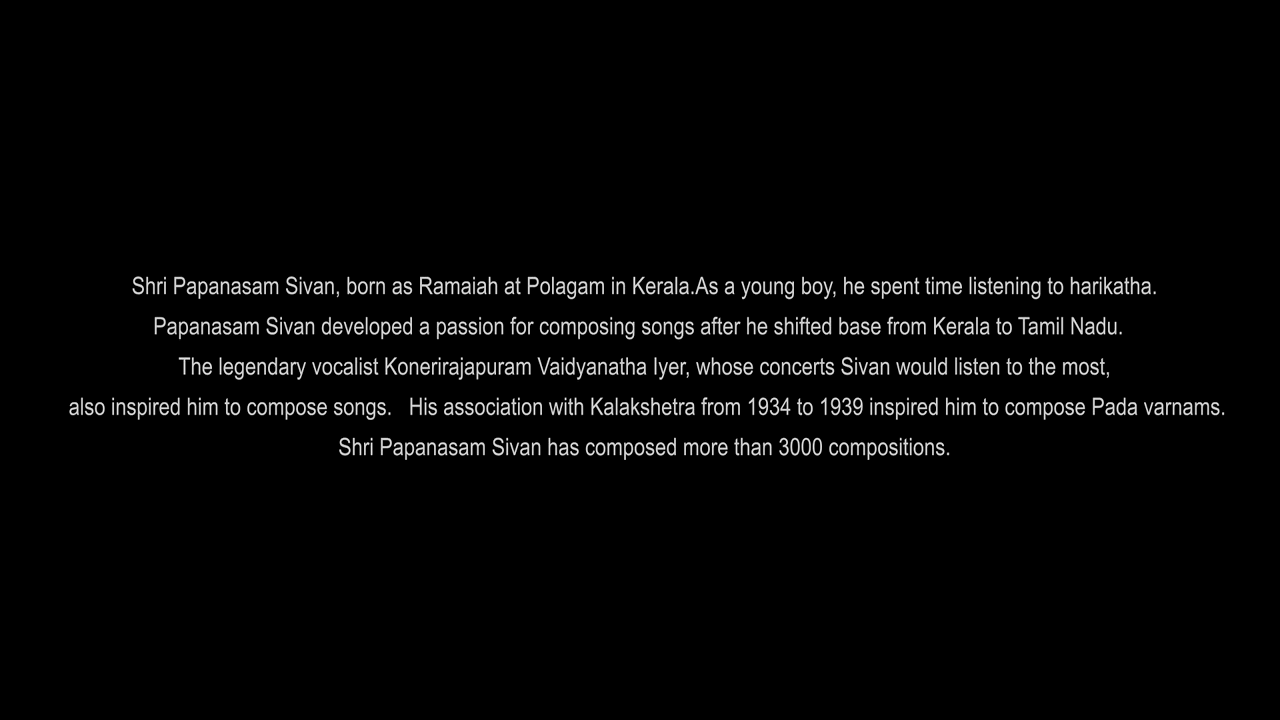 Shri Papanasam Sivan, born as Ramaiah at Polagam in Kerala.As a young boy, he spent time listening to harikatha.
Papanasam Sivan developed a passion for composing songs after he shifted base from Kerala to Tamil Nadu.
The legendary vocalist Konerirajapuram Vaidyanatha Iyer, whose concerts Sivan would listen to the most,
also inspired him to compose songs.   His association with Kalakshetra from 1934 to 1939 inspired him to compose Pada varnams.
Shri Papanasam Sivan has composed more than 3000 compositions.